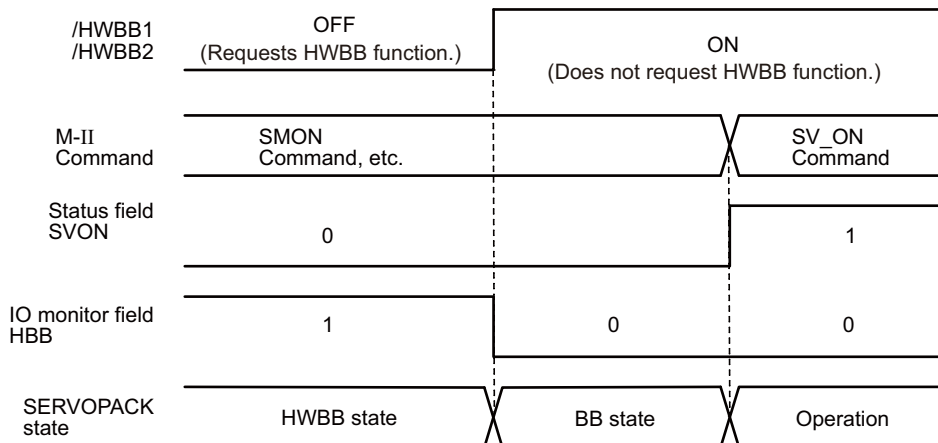 /HWBB1
/HWBB2
OFF
(Requests HWBB function.)
ON
(Does not request HWBB function.)
M-II
Command
SMON
Command, etc.
SV_ON
Command
Status field
SVON
0
1
IO monitor field
HBB
1
0
0
SERVOPACK
state
HWBB state
BB state
Operation